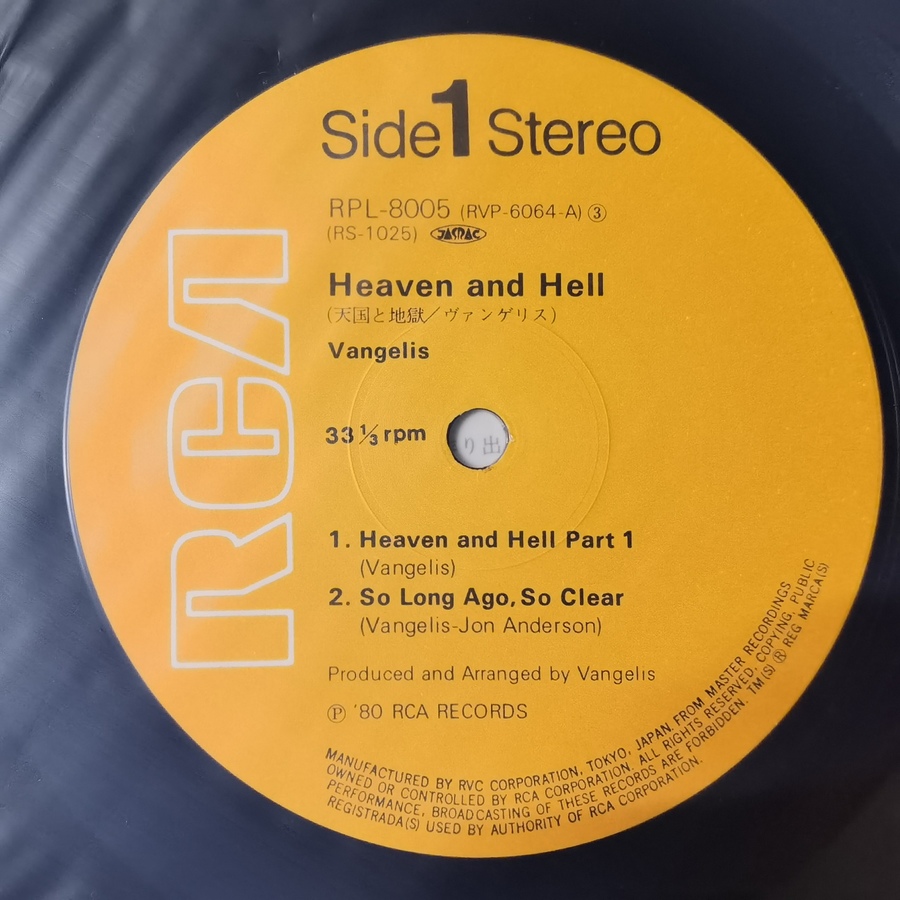 Side 1 Stereo
RPL-8005 (RVP-6064-A) ③
(RS-1025) JASRAC
Heaven and Hell
(天国と地獄／ヴァンゲリス)
Vangelis
33 1/3 rpm
り出
RCA
1. Heaven and Hell Part 1
(Vangelis)
2. So Long Ago, So Clear
(Vangelis-Jon Anderson)
Produced and Arranged by Vangelis
Ⓟ '80 RCA RECORDS
MANUFACTURED BY RVC CORPORATION, TOKYO, JAPAN, FROM MASTER RECORDINGS
OWNED OR CONTROLLED BY RCA CORPORATION. ALL RIGHTS RESERVED. COPYING, PUBLIC
PERFORMANCE, BROADCASTING OF THESE RECORDS ARE FORBIDDEN. TM(S) ® REG MARCA(S)
REGISTRADA(S) USED BY AUTHORITY OF RCA CORPORATION.